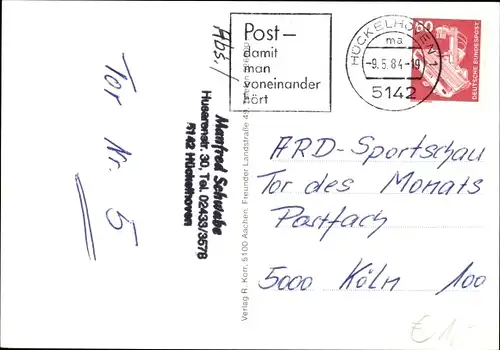 Tor Nr. 5
Abs./
Manfred Schwabe
Husarenstr. 30, Tel. 02433/3578
5142 Hückelhoven
Verlag R. Korr, 5100 Aachen, Freunder Landstraße 49,
Post –
damit
man
voneinander
hört
HÜCKELHOVEN 1
ma
-9.5.84-19
5142
60
DEUTSCHE BUNDESPOST
ARD-Sportschau
Tor des Monats
Postfach
5000 Köln 100
€ 1,-